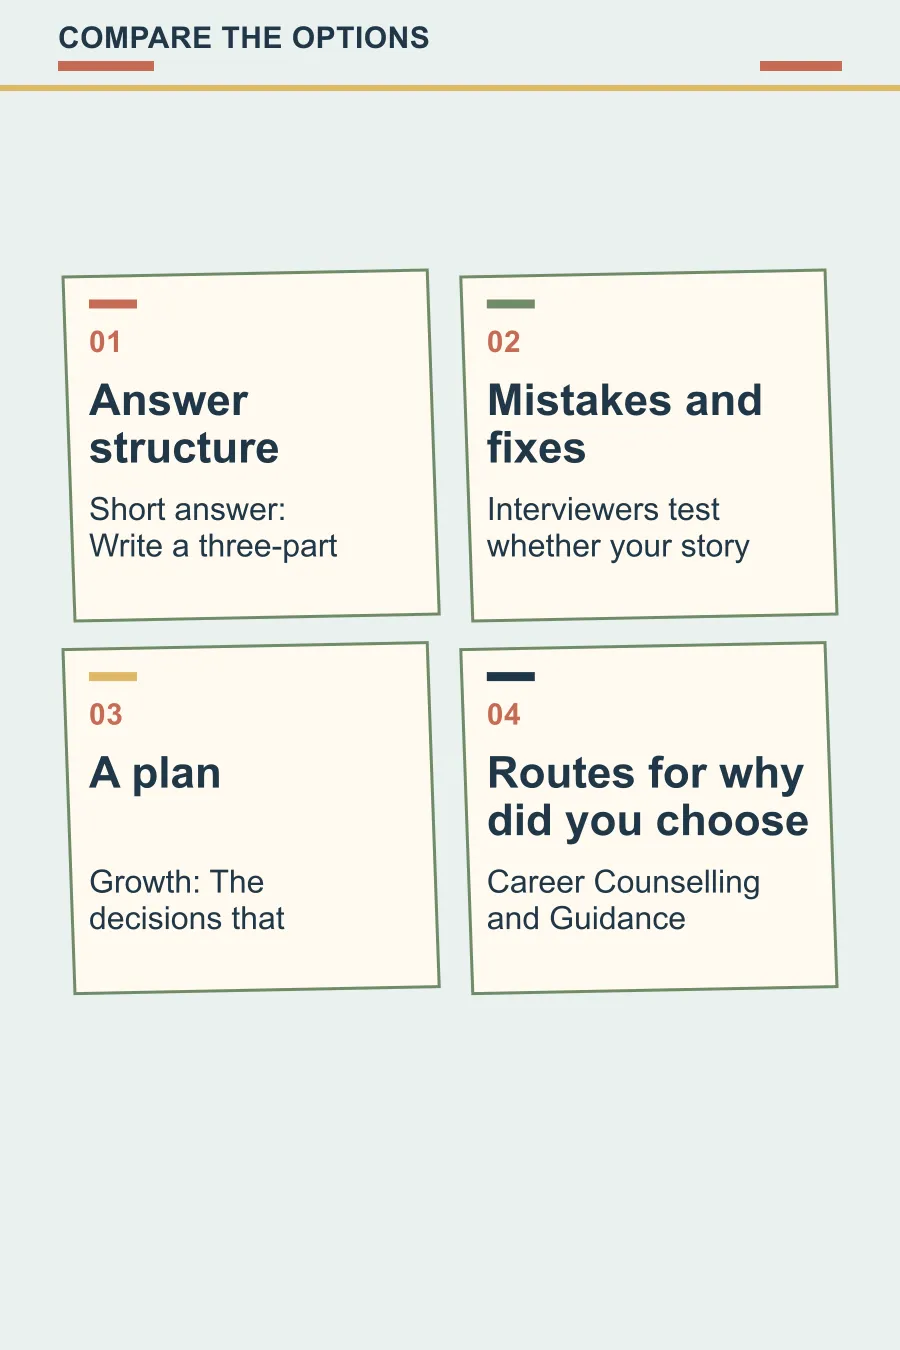 COMPARE THE OPTIONS
01
Answer
structure
Short answer:
Write a three-part
02
Mistakes and
fixes
Interviewers test
whether your story
03
A plan
Growth: The
decisions that
04
Routes for why
did you choose
Career Counselling
and Guidance